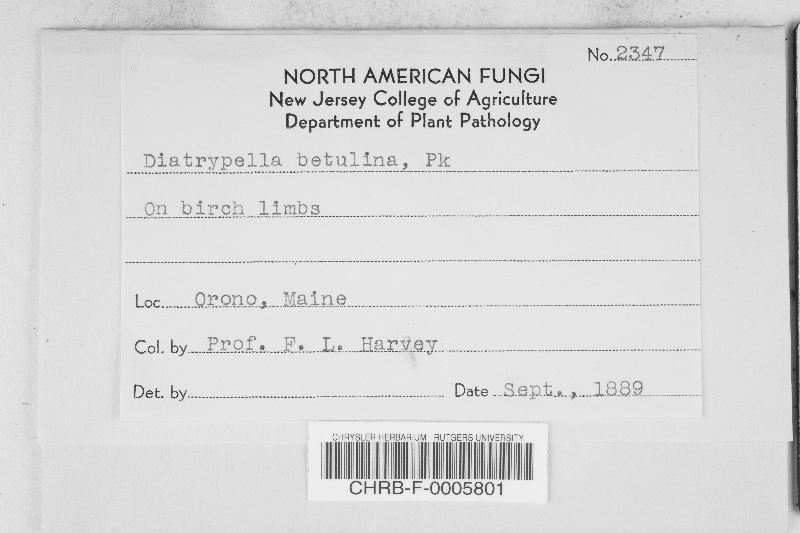 No. 2347
NORTH AMERICAN FUNGI
New Jersey College of Agriculture
Department of Plant Pathology
Diatrypella betulina, Pk
On birch limbs
Loc. Orono, Maine
Col. by Prof. F. L. Harvey
Det. by
Date Sept., 1889
CHRYSLER HERBARIUM RUTGERS UNIVERSITY
CHRB-F-0005801